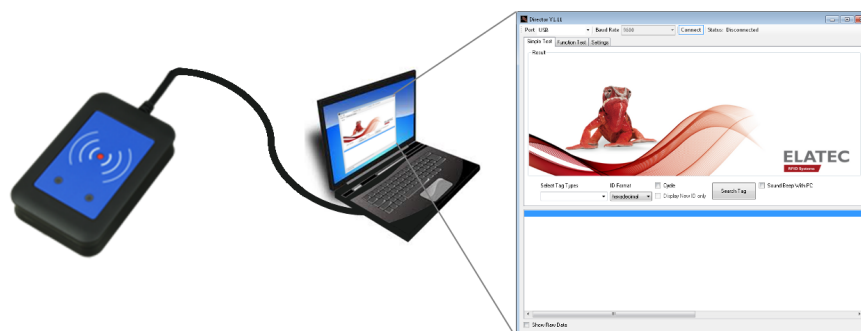 Director V1.11
Port USB Baud Rate 9600 Connect Status Disconnected
Simple Test Function Test Settings
Result
ELATEC
RFID Systems
Select Tag Types ID Format Cycle Search Tag Sound Beep With PC
hexadecimal Display New ID only
Show Raw Data